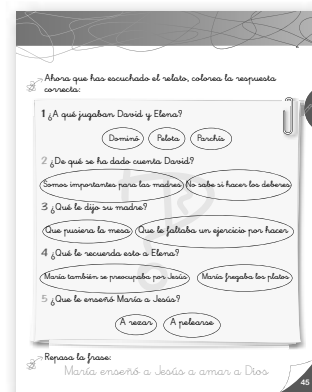 Ahora que has escuchado el relato, colorea la respuesta
correcta:
1 ¿A qué jugaban David y Elena?
Dominó Pelota Parchís
2 ¿De qué se ha dado cuenta David?
Somos importantes para las madres No sabe si hacer los deberes
3 ¿Qué le dijo su madre?
Que pusiera la mesa Que le faltaba un ejercicio por hacer
4 ¿Qué le recuerda esto a Elena?
María también se preocupaba por Jesús María fregaba los platos
5 ¿Que le enseñó María a Jesús?
A rezar A pelearse
Repasa la frase:
María enseñó a Jesús a amar a Dios
45